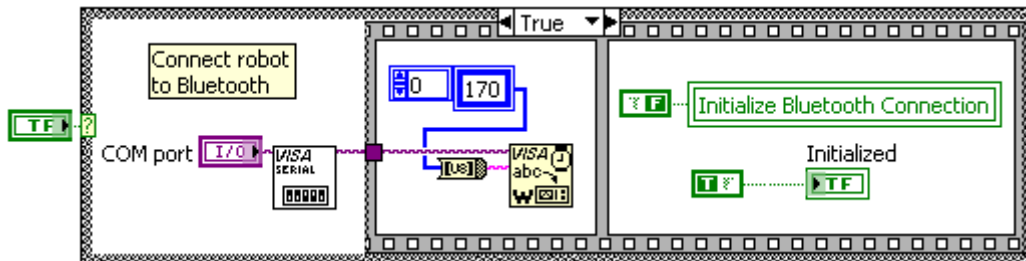 True
Connect robot
to Bluetooth
0
170
TF
?
COM port
I/O
VISA
SERIAL
[U8]
VISA
abc
W
F
Initialize Bluetooth Connection
Initialized
T
TF